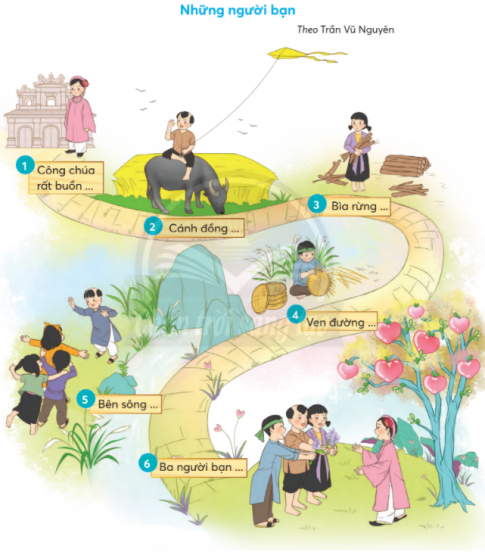 Những người bạn
Theo Trần Vũ Nguyên
1 Công chúa
rất buồn ...
2 Cánh đồng ...
3 Bìa rừng ...
4 Ven đường ...
5 Bên sông ...
6 Ba người bạn ...